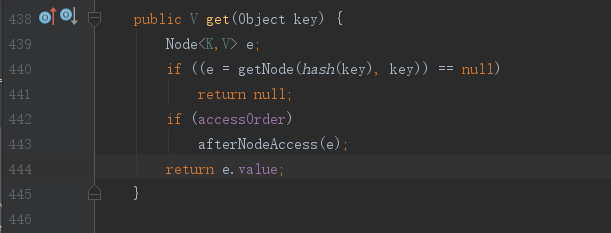 438 public V get(Object key) {
439 Node<K,V> e;
440 if ((e = getNode(hash(key), key)) == null)
441 return null;
442 if (accessOrder)
443 afterNodeAccess(e);
444 return e.value;
445 }
446